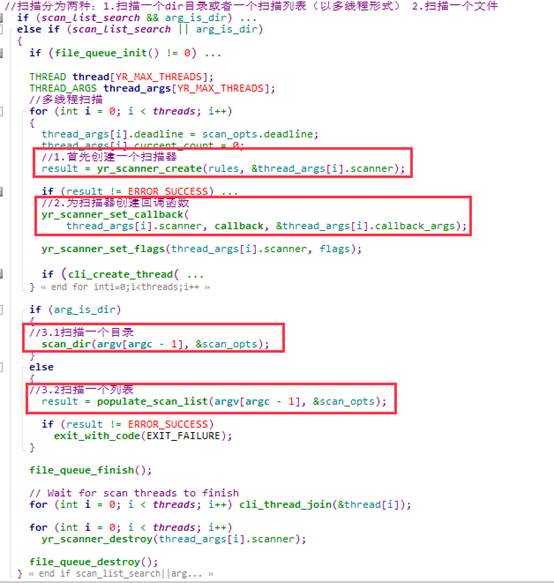 //扫描分为两种：1.扫描一个dir目录或者一个扫描列表（以多线程形式） 2.扫描一个文件
if (scan_list_search && arg_is_dir) ...
else if (scan_list_search || arg_is_dir)
{
if (file_queue_init() != 0) ...
THREAD thread[YR_MAX_THREADS];
THREAD_ARGS thread_args[YR_MAX_THREADS];
//多线程扫描
for (int i = 0; i < threads; i++)
{
thread_args[i].deadline = scan_opts.deadline;
thread_args[i].current_count = 0;
//1.首先创建一个扫描器
result = yr_scanner_create(rules, &thread_args[i].scanner);
if (result != ERROR_SUCCESS) ...
//2.为扫描器创建回调函数
yr_scanner_set_callback(
thread_args[i].scanner, callback, &thread_args[i].callback_args);
yr_scanner_set_flags(thread_args[i].scanner, flags);
if (cli_create_thread( ...
} « end for inti=0;i<threads;i++ »
if (arg_is_dir)
{
//3.1扫描一个目录
scan_dir(argv[argc - 1], &scan_opts);
}
else
{
//3.2扫描一个列表
result = populate_scan_list(argv[argc - 1], &scan_opts);
if (result != ERROR_SUCCESS)
exit_with_code(EXIT_FAILURE);
}
file_queue_finish();
// Wait for scan threads to finish
for (int i = 0; i < threads; i++) cli_thread_join(&thread[i]);
for (int i = 0; i < threads; i++)
yr_scanner_destroy(thread_args[i].scanner);
file_queue_destroy();
} « end if scan_list_search||arg... »